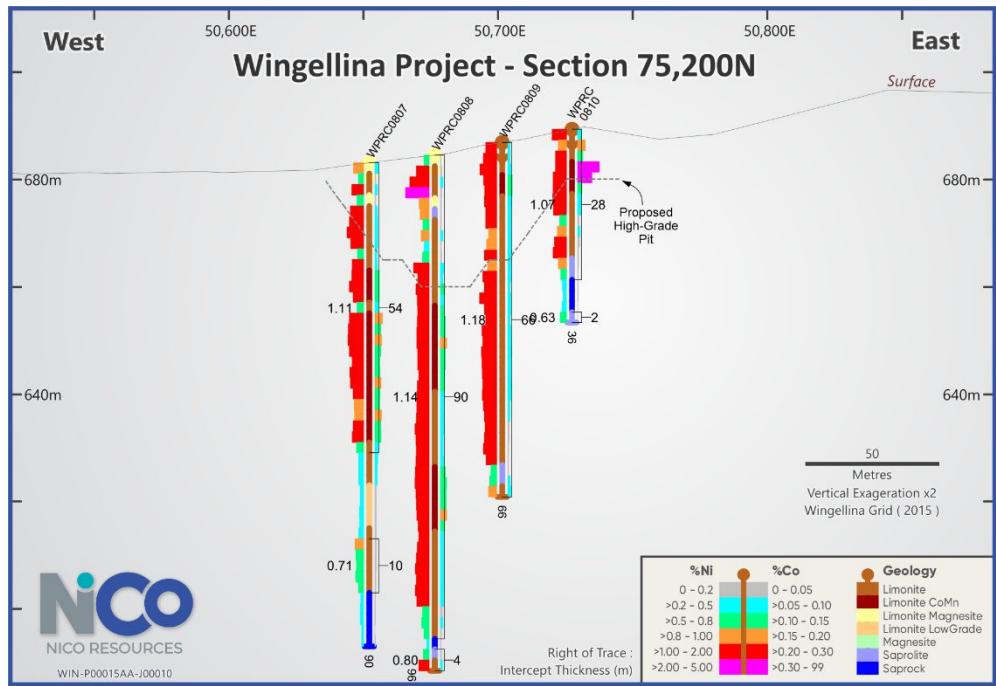 50,600E
50,700E
50,800E
West
East
Wingellina Project - Section 75,200N
Surface
WPRC0807
WPRC0808
WPRC0809
WPRC
0810
680m
680m
1.07
28
Proposed
High-Grade
Pit
1.11
54
1.18
66
0.63
2
36
640m
640m
1.14
90
50
Metres
Vertical Exageration x2
Wingellina Grid ( 2015 )
66
0.71
10
90
0.80
4
96
NiCO
NICO RESOURCES
WIN-P00015AA-J00010
Right of Trace :
Intercept Thickness (m)
%Ni %Co Geology
0 - 0.2 0 - 0.05 Limonite
>0.2 - 0.5 >0.05 - 0.10 Limonite CoMn
>0.5 - 0.8 >0.10 - 0.15 Limonite Magnesite
>0.8 - 1.00 >0.15 - 0.20 Limonite LowGrade
>1.00 - 2.00 >0.20 - 0.30 Magnesite
>2.00 - 5.00 >0.30 - 99 Saprolite
Saprock